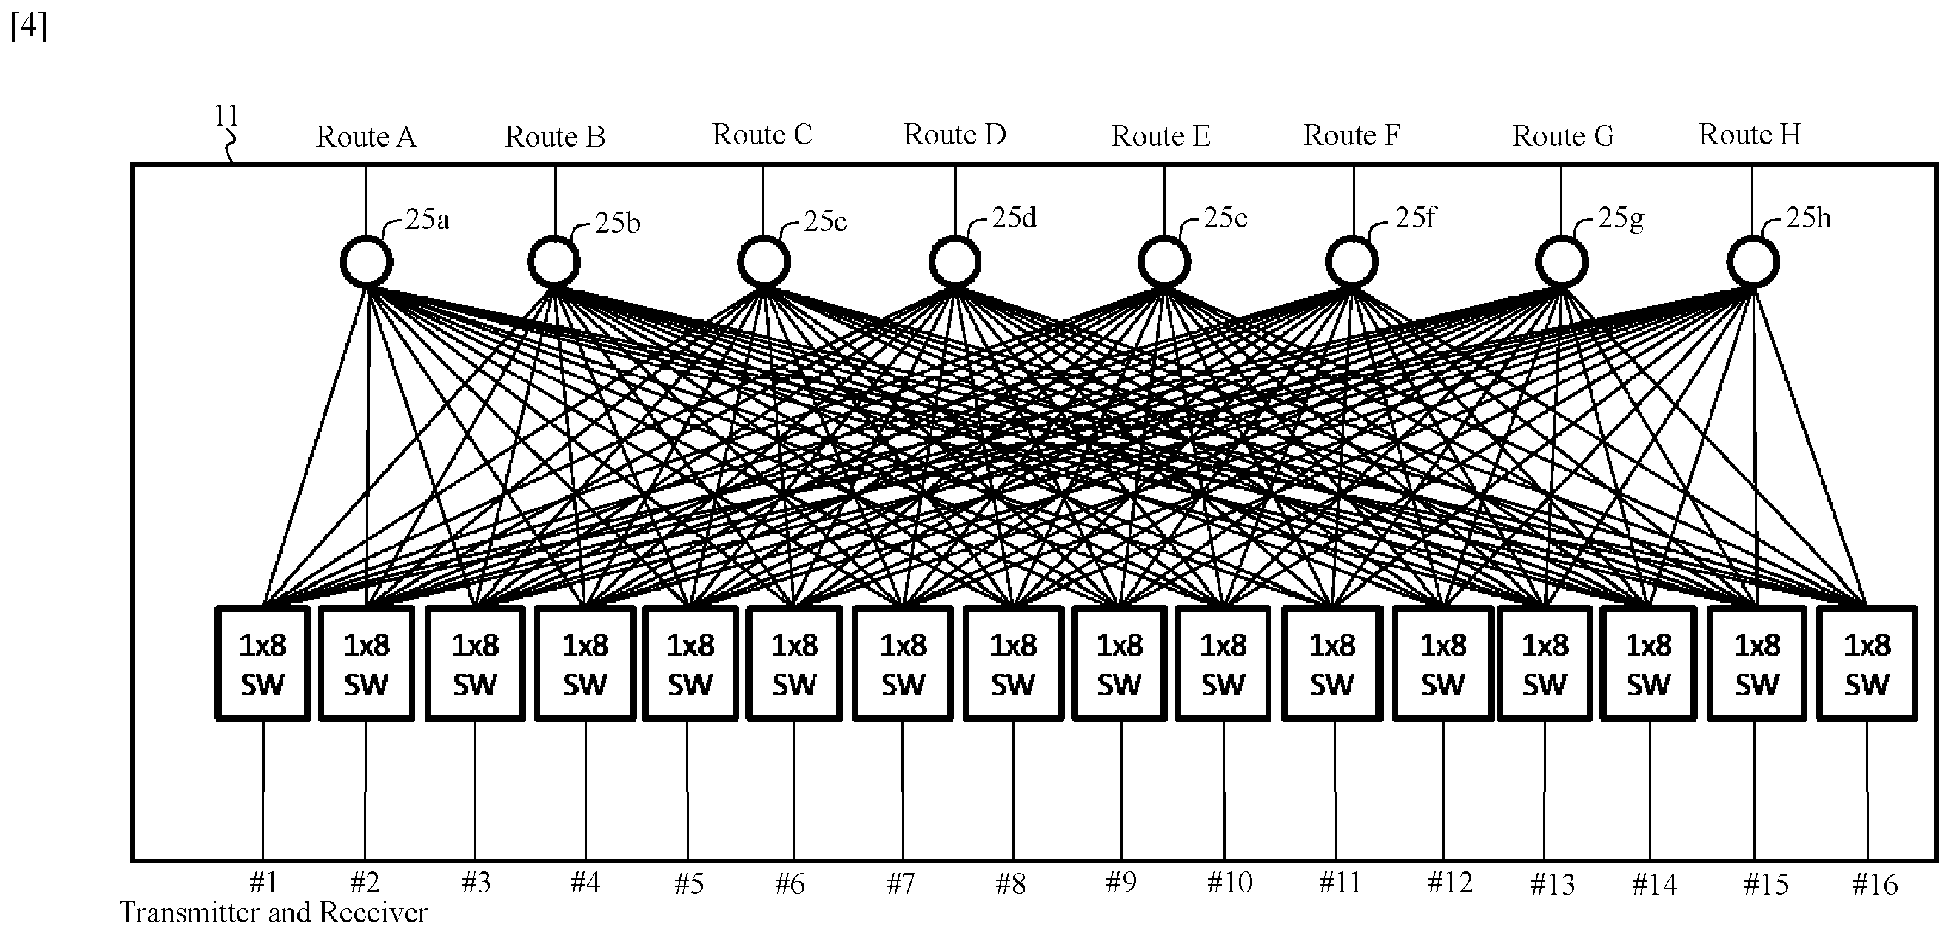 [4]
11
Route A Route B Route C Route D Route E Route F Route G Route H
25a 25b 25c 25d 25e 25f 25g 25h
1x8 1x8 1x8 1x8 1x8 1x8 1x8 1x8 1x8 1x8 1x8 1x8 1x8 1x8 1x8 1x8
SW SW SW SW SW SW SW SW SW SW SW SW SW SW SW SW
#1 #2 #3 #4 #5 #6 #7 #8 #9 #10 #11 #12 #13 #14 #15 #16
Transmitter and Receiver